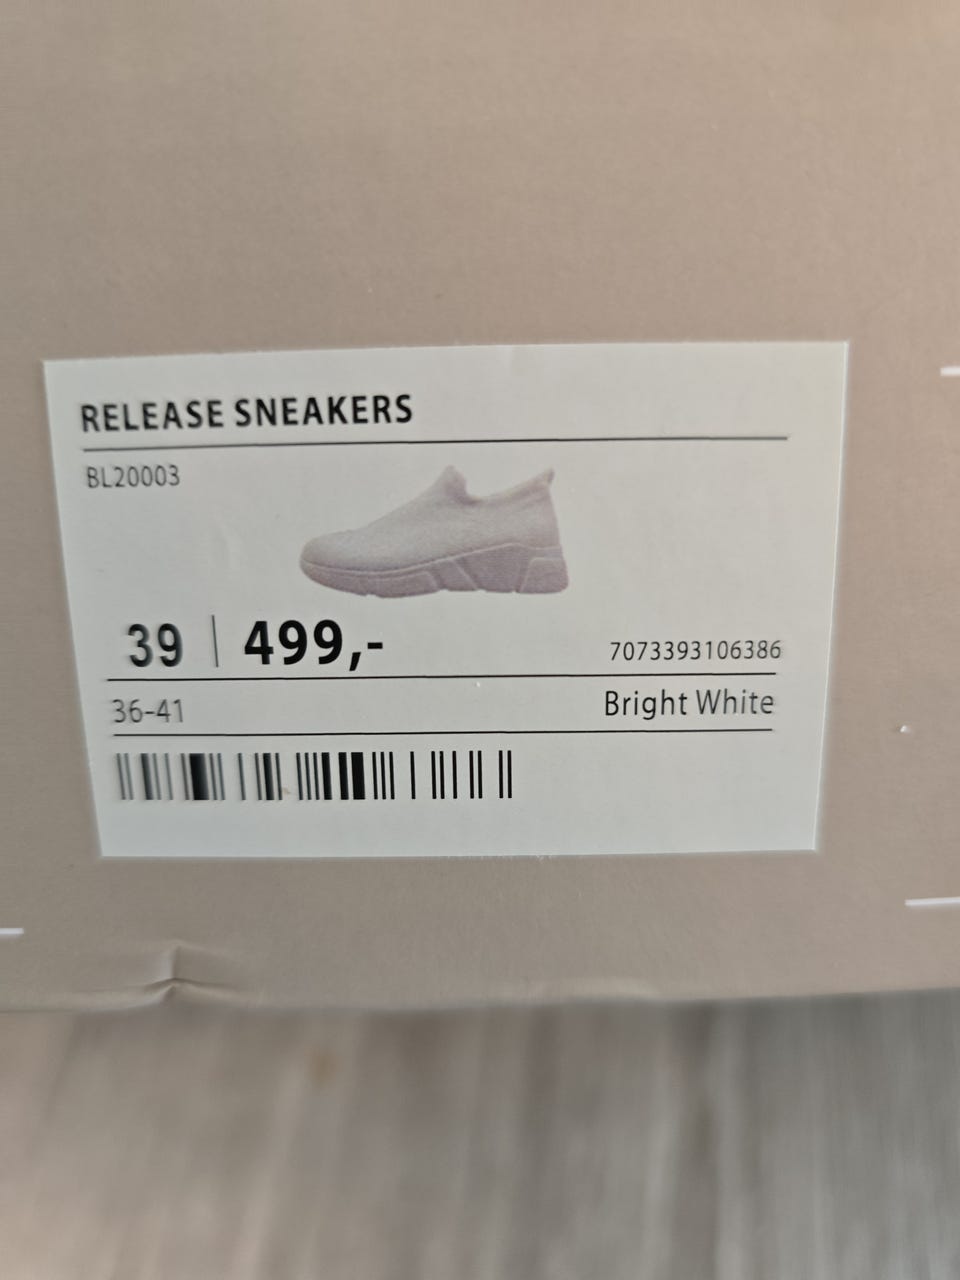 RELEASE SNEAKERS
BL20003
39 | 499,-
7073393106386
36-41
Bright White